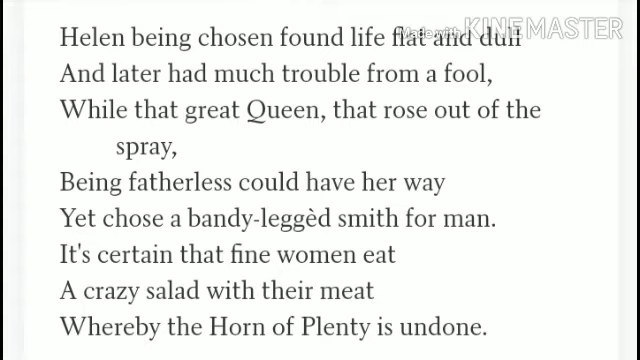 Helen being chosen found life flat and dull
Made with KINEMASTER
And later had much trouble from a fool,
While that great Queen, that rose out of the
spray,
Being fatherless could have her way
Yet chose a bandy-leggèd smith for man.
It's certain that fine women eat
A crazy salad with their meat
Whereby the Horn of Plenty is undone.